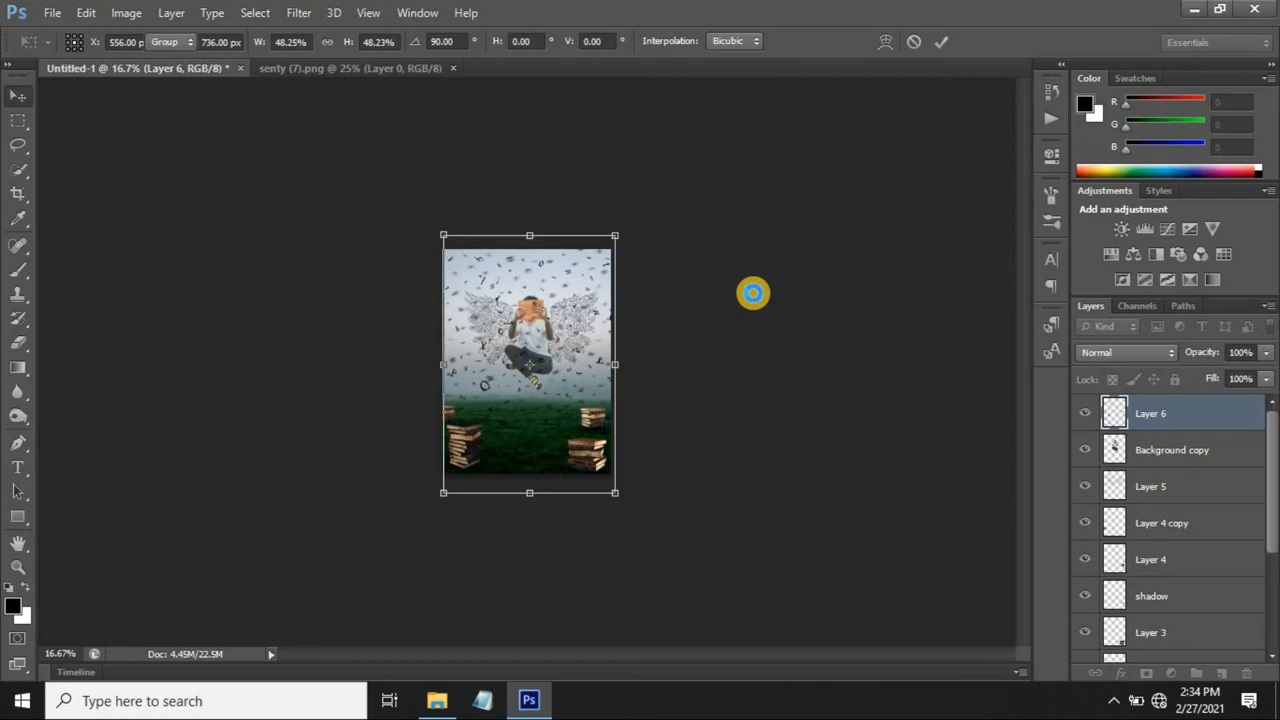 Ps File Edit Image Layer Type Select Filter 3D View Window Help
X: 556.00 p Group 736.00 px W: 48.25% H: 48.23% 90.00 ° H: 0.00 ° V: 0.00 ° Interpolation: Bicubic Essentials
Untitled-1 @ 16.7% (Layer 6, RGB/8) * × senty (7).png @ 25% (Layer 0, RGB/8) ×
Color Swatches
R 0
G 0
B 0
Adjustments Styles
Add an adjustment
Layers Channels Paths
Kind
Normal Opacity: 100%
Lock: Fill: 100%
Layer 6
Background copy
Layer 5
Layer 4 copy
Layer 4
shadow
Layer 3
16.67% Doc: 4.45M/22.5M
Timeline
Type here to search
Ps
2:34 PM
2/27/2021